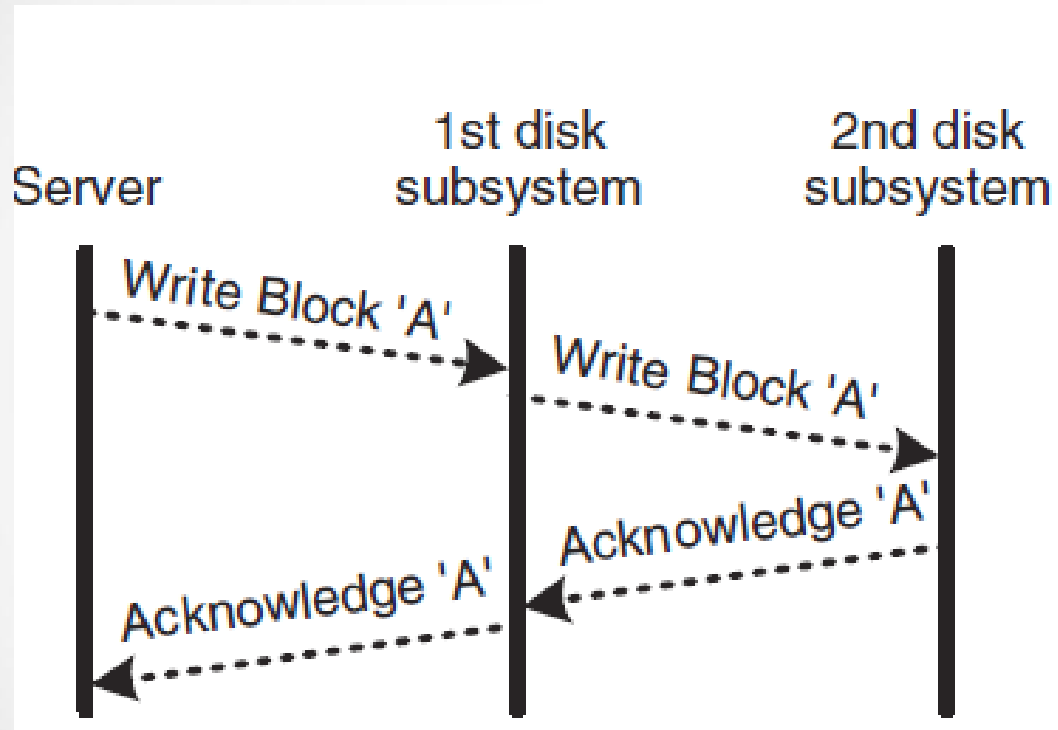 1st disk
subsystem
2nd disk
subsystem
Server
Write Block 'A'
Write Block 'A'
Acknowledge 'A'
Acknowledge 'A'